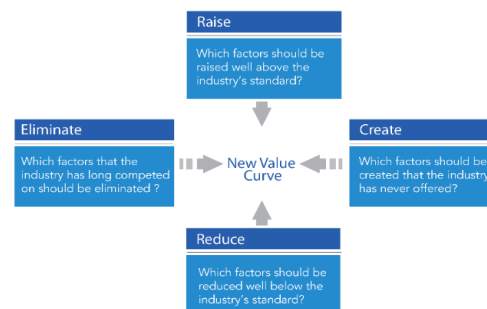 Raise
Which factors should be
raised well above the
industry's standard?
Eliminate
Which factors that the
industry has long competed
on should be eliminated ?
New Value
Curve
Create
Which factors should be
created that the industry
has never offered?
Reduce
Which factors should be
reduced well below the
industry's standard?